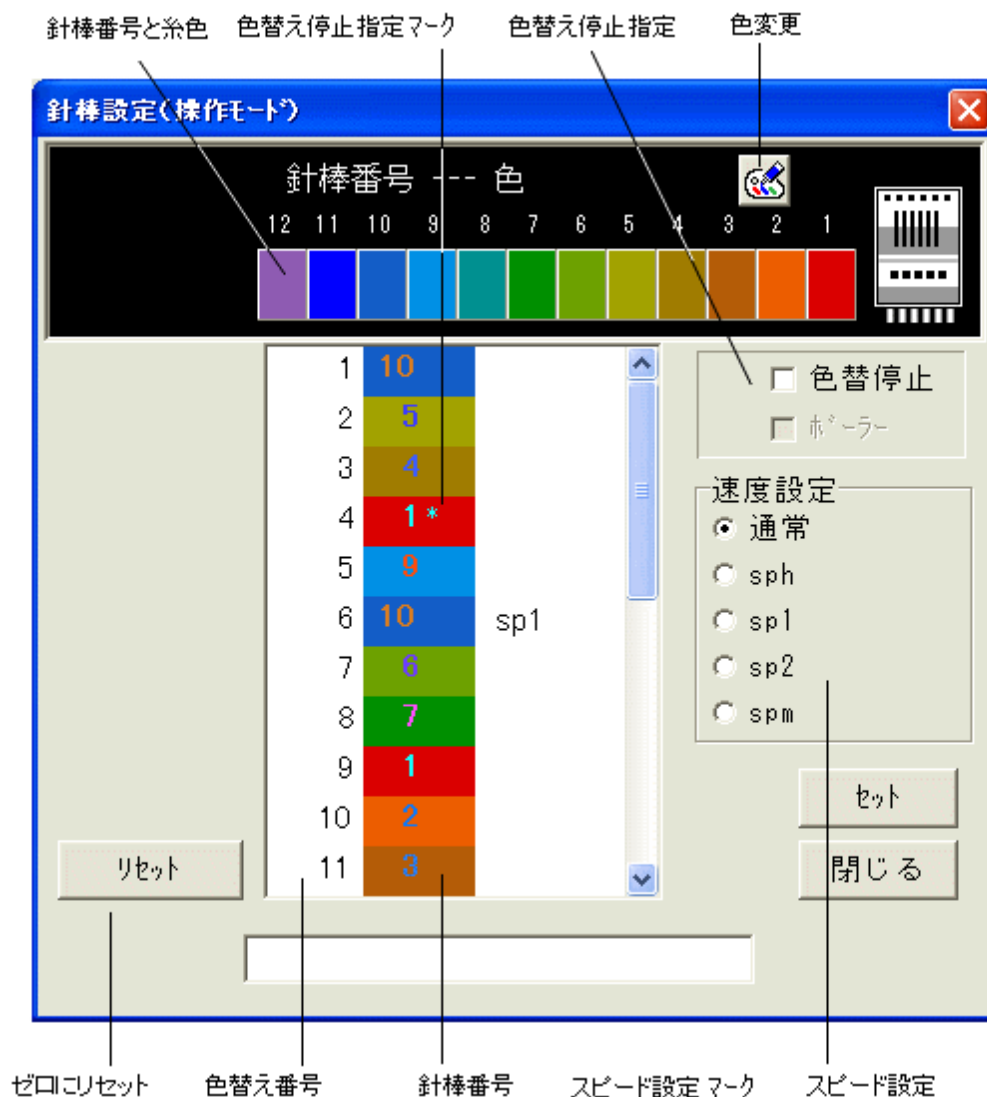 針棒番号と糸色 色替え停止指定マーク 色替え停止指定 色変更
針棒設定(操作モード)
針棒番号 --- 色
12 11 10 9 8 7 6 5 4 3 2 1
1 10
2 5
3 4
4 1 *
5 9
6 10 sp1
7 6
8 7
9 1
10 2
11 3
色替停止
ボーラー
速度設定
通常
sph
sp1
sp2
spm
セット
リセット
閉じる
ゼロにリセット 色替え番号 針棒番号 スピード設定 マーク スピード設定